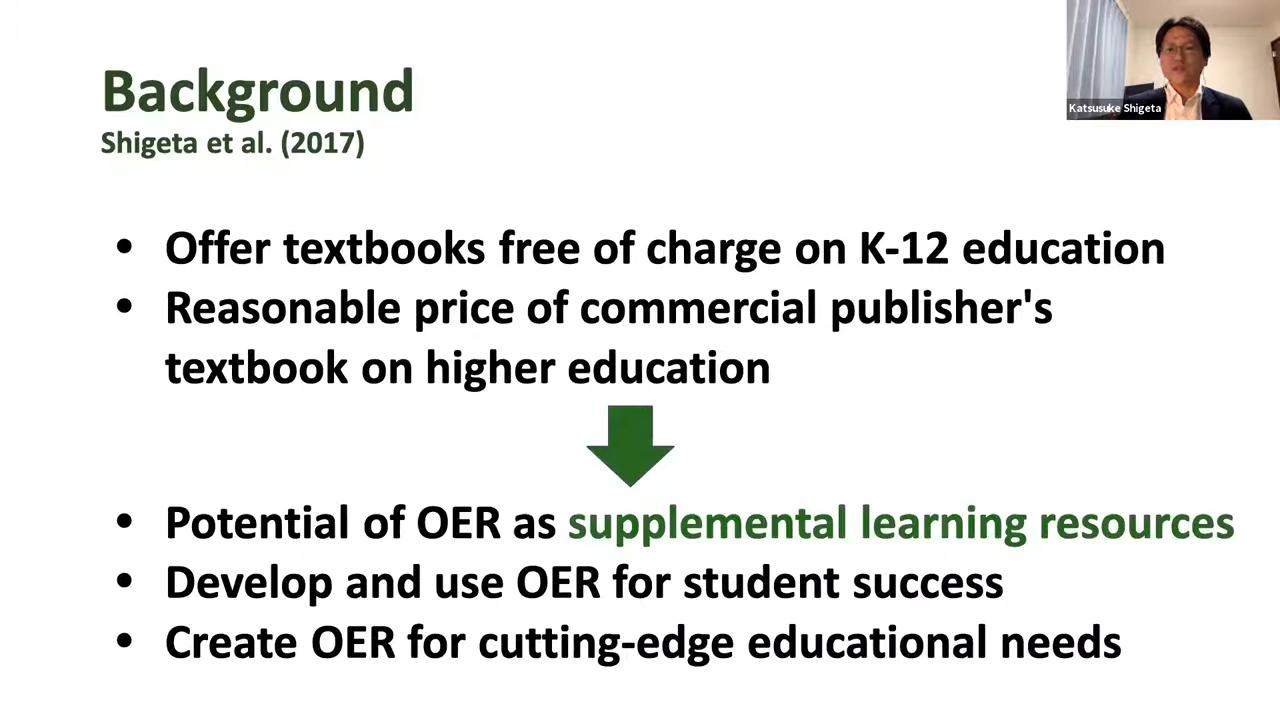 Background
Shigeta et al. (2017)
Katsusuke Shigeta
• Offer textbooks free of charge on K-12 education
• Reasonable price of commercial publisher's
textbook on higher education
• Potential of OER as supplemental learning resources
• Develop and use OER for student success
• Create OER for cutting-edge educational needs